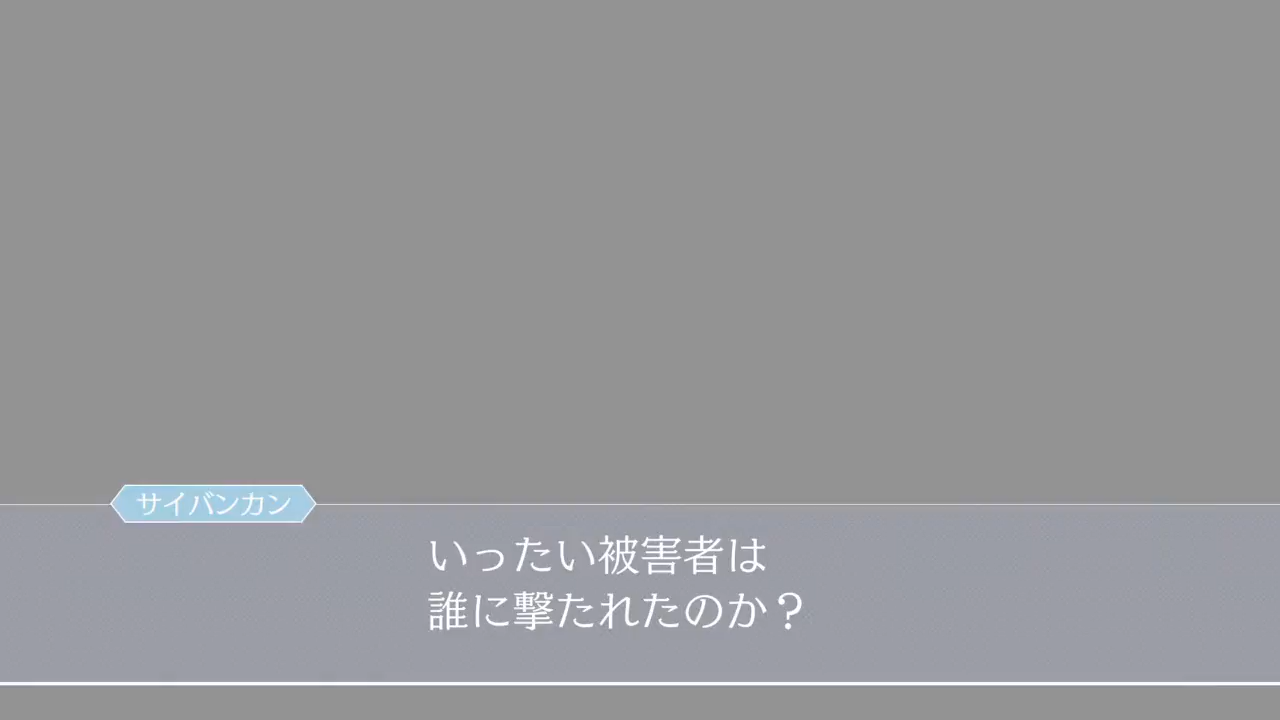 サイバンカン
いったい被害者は
誰に撃たれたのか？